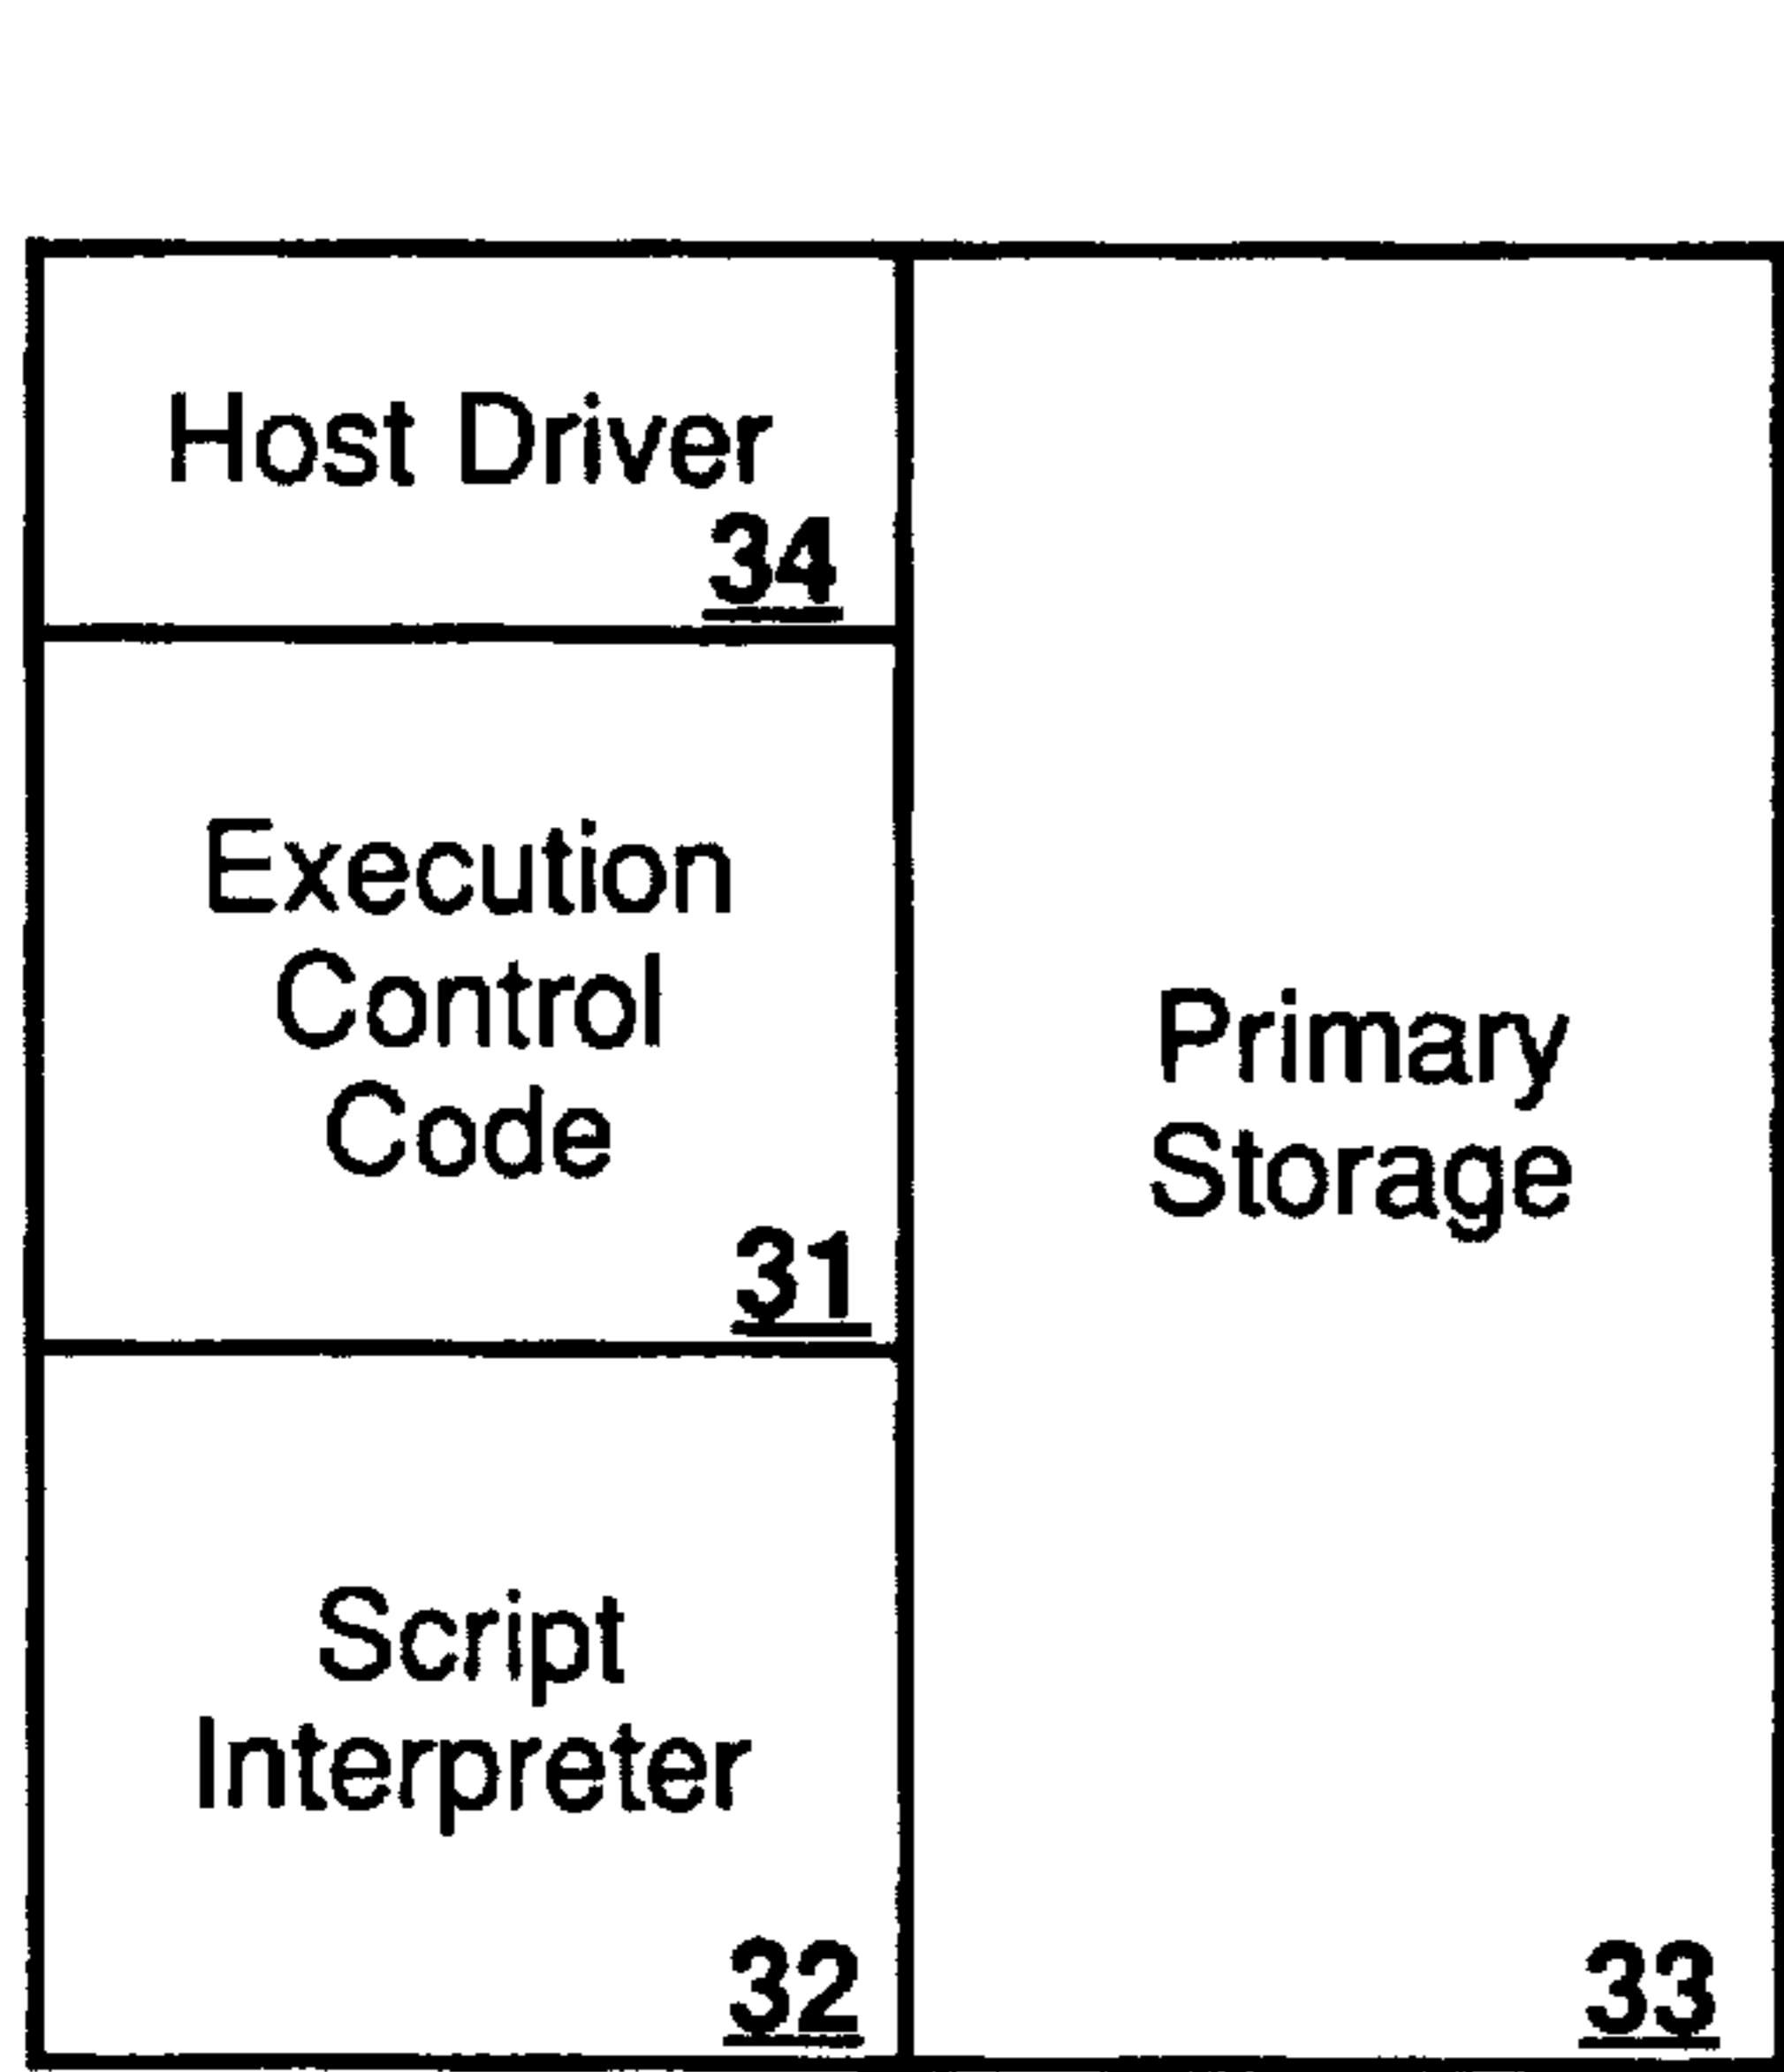 Host Driver
34
Execution
Control
Code
31
Script
Interpreter
32
Primary
Storage
33